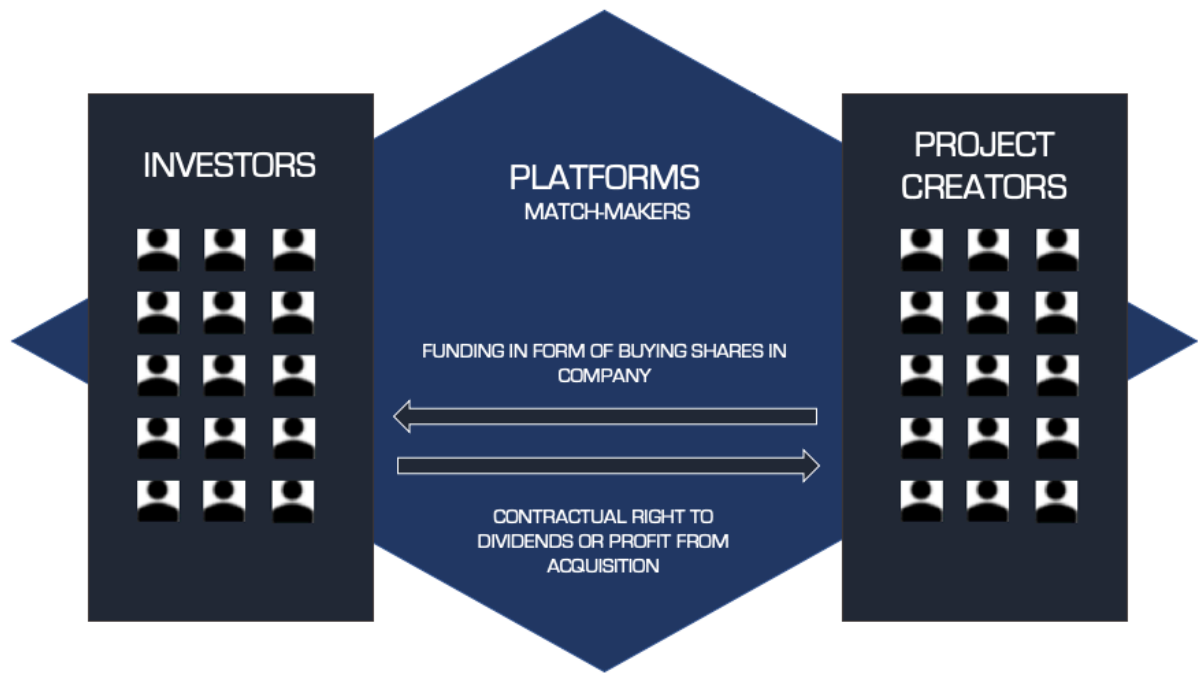 INVESTORS
PLATFORMS
MATCH-MAKERS
PROJECT
CREATORS
FUNDING IN FORM OF BUYING SHARES IN
COMPANY
CONTRACTUAL RIGHT TO
DIVIDENDS OR PROFIT FROM
ACQUISITION